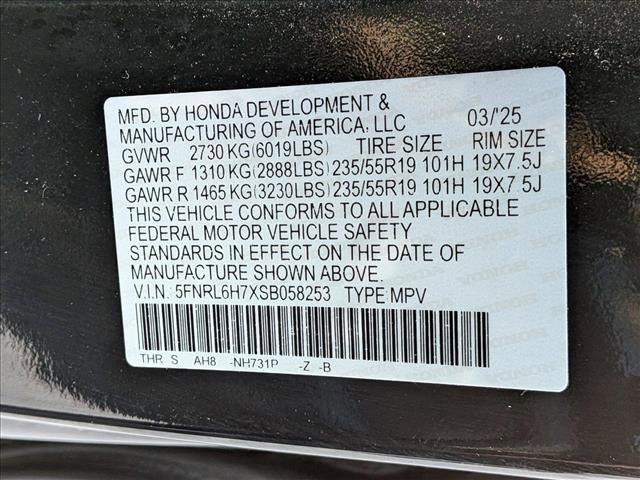 MFD. BY HONDA DEVELOPMENT &
MANUFACTURING OF AMERICA, LLC 03/'25
GVWR 2730 KG(6019LBS) TIRE SIZE RIM SIZE
GAWR F 1310 KG(2888LBS) 235/55R19 101H 19X7.5J
GAWR R 1465 KG(3230LBS) 235/55R19 101H 19X7.5J
THIS VEHICLE CONFORMS TO ALL APPLICABLE
FEDERAL MOTOR VEHICLE SAFETY
STANDARDS IN EFFECT ON THE DATE OF
MANUFACTURE SHOWN ABOVE.
V.I.N.: 5FNRL6H7XSB058253 TYPE: MPV
THR S AH8 -NH731P -Z -B